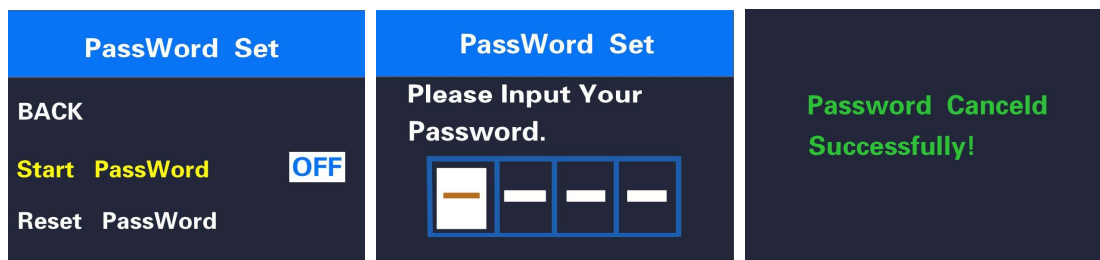 PassWord Set
BACK
Start PassWord OFF
Reset PassWord
PassWord Set
Please Input Your
Password.
Password Canceld
Successfully!